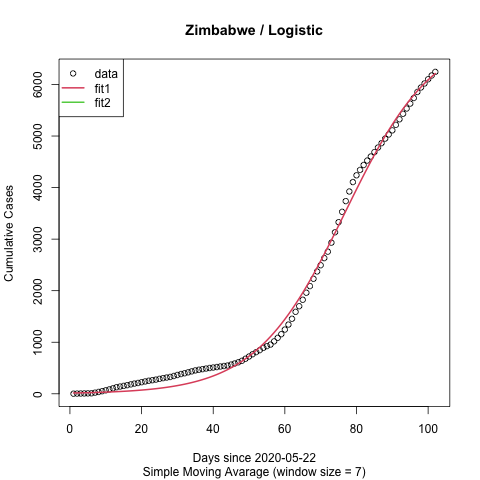 Zimbabwe / Logistic
data
fit1
fit2
Cumulative Cases
6000
5000
4000
3000
2000
1000
0
0 20 40 60 80 100
Days since 2020-05-22
Simple Moving Avarage (window size = 7)